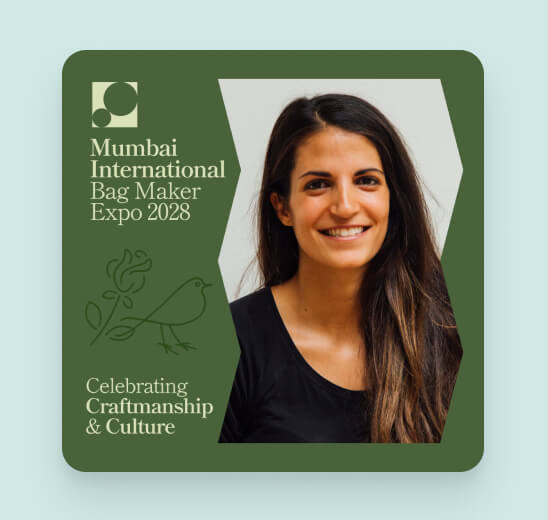 Mumbai
International
Bag Maker
Expo 2028
Celebrating
Craftmanship
& Culture